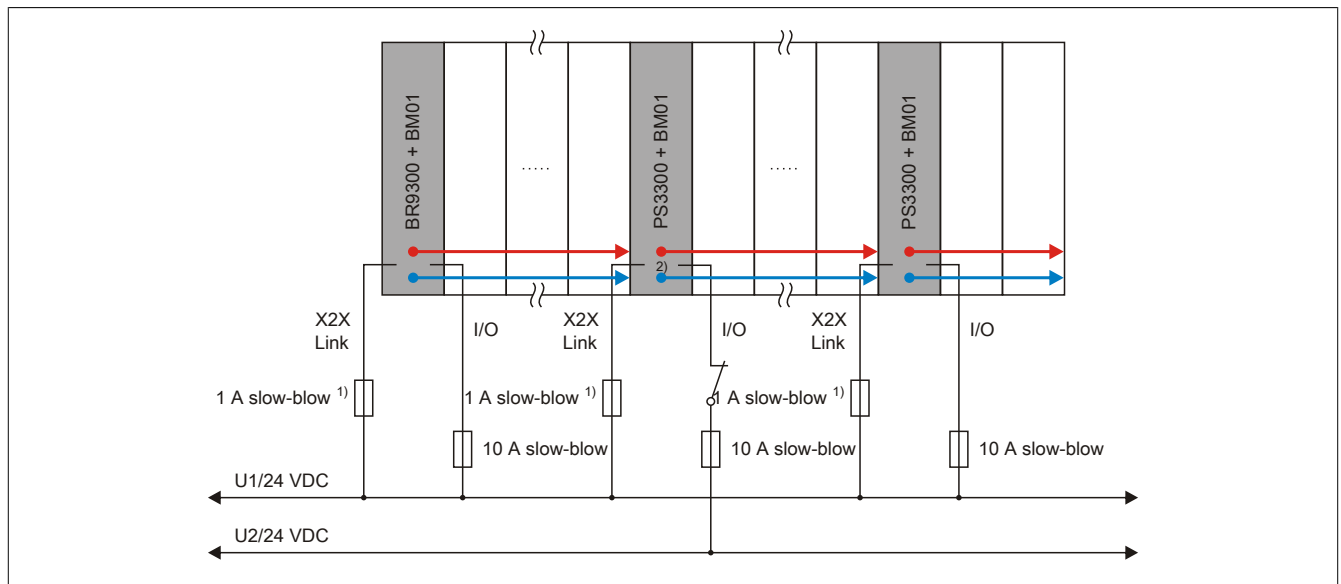 BR9300 + BM01
PS3300 + BM01
PS3300 + BM01
.....
.....
2)
X2X
Link
I/O
X2X
Link
I/O
X2X
Link
I/O
1 A slow-blow 1)
1 A slow-blow 1)
1 A slow-blow 1)
10 A slow-blow
10 A slow-blow
10 A slow-blow
U1/24 VDC
U2/24 VDC